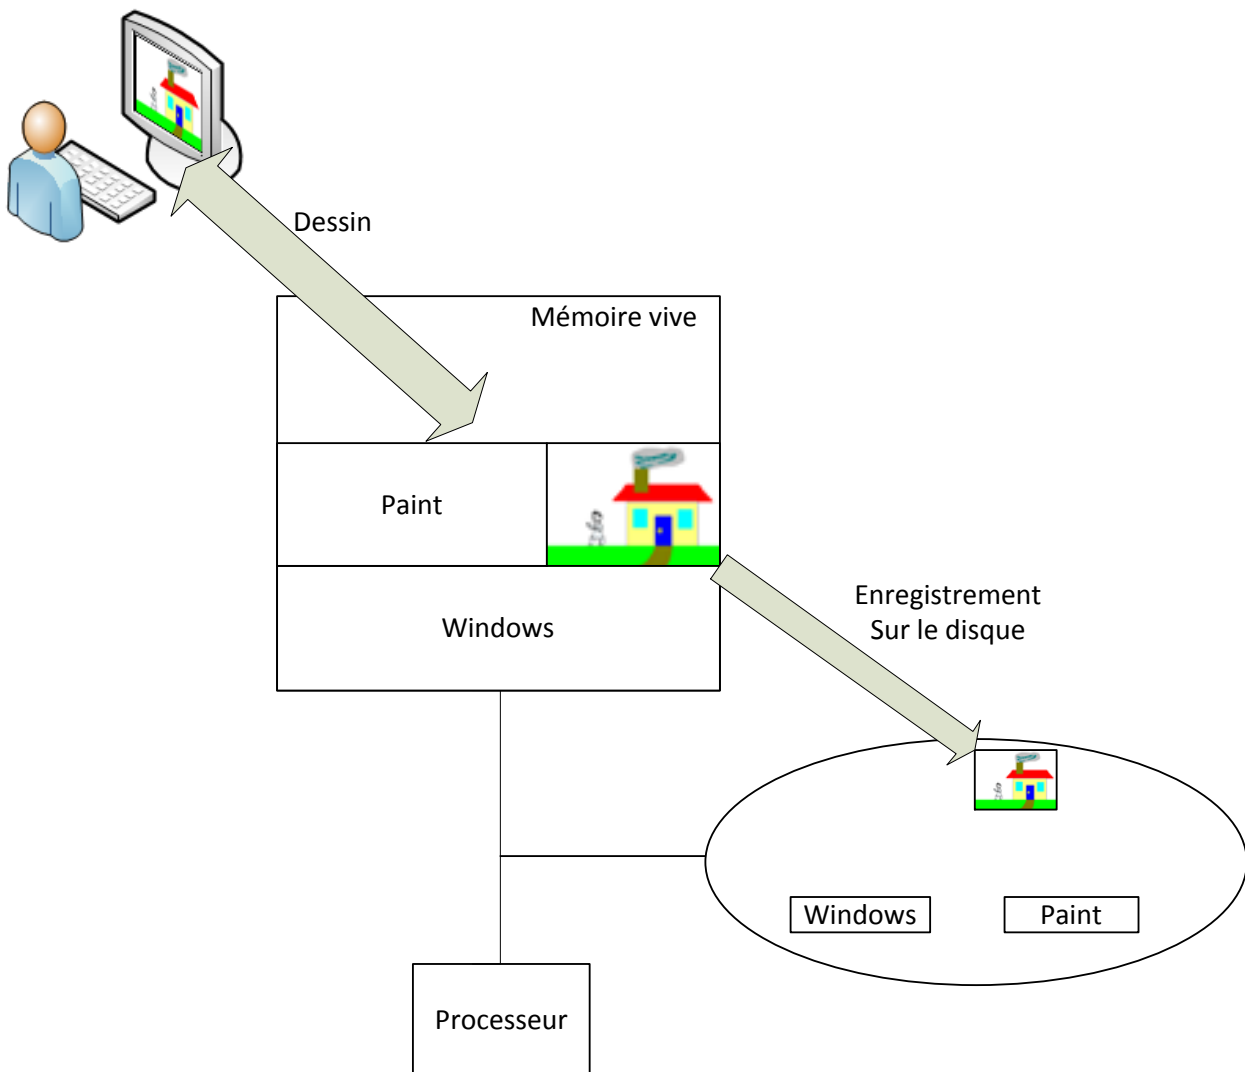 Dessin
Mémoire vive
Paint
Windows
Enregistrement
Sur le disque
Windows
Paint
Processeur